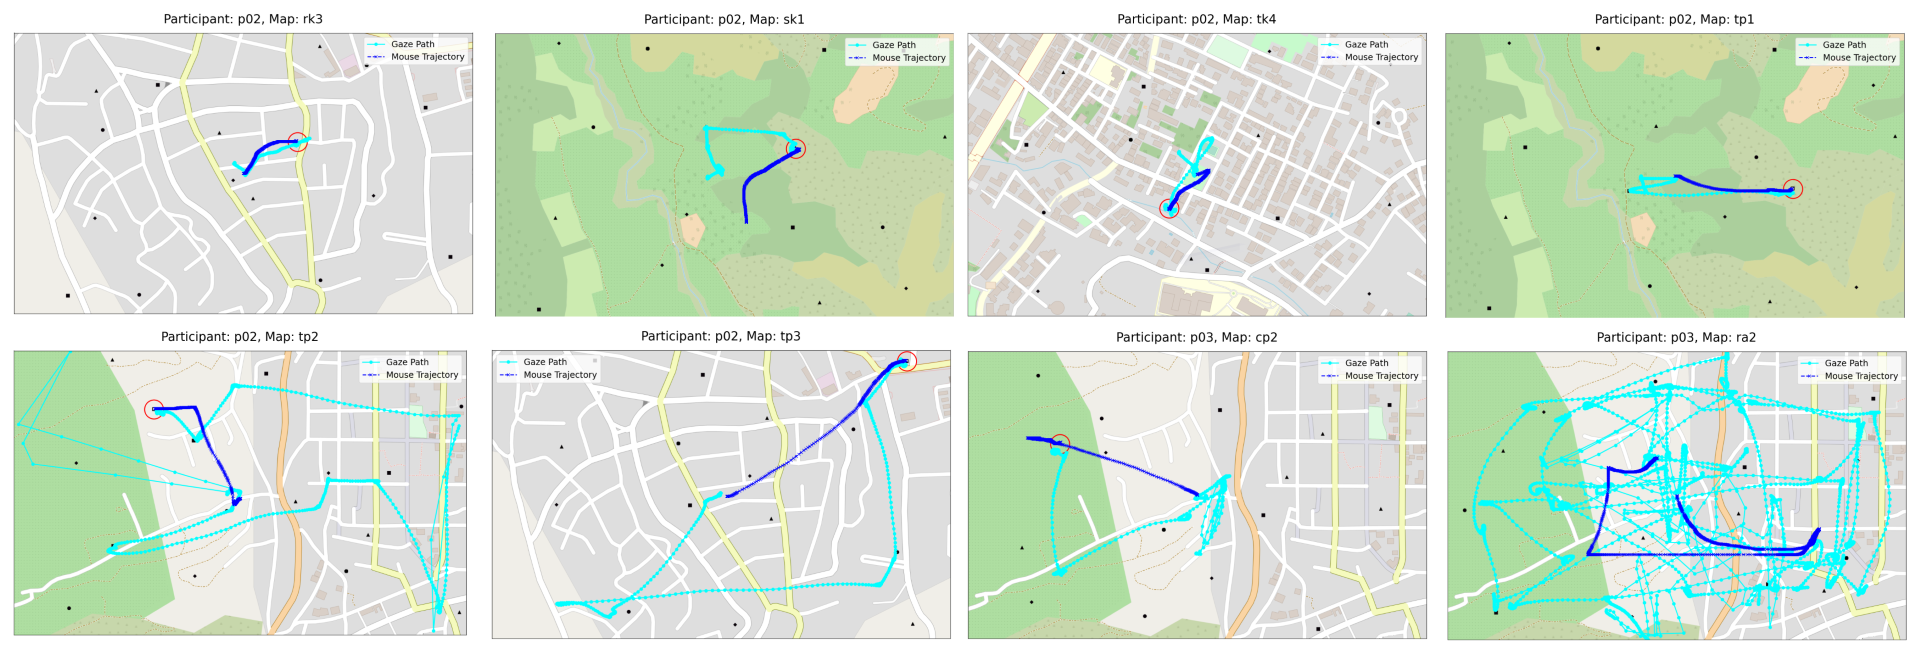 Participant: p02, Map: rk3
Gaze Path
Mouse Trajectory
Participant: p02, Map: sk1
Gaze Path
Mouse Trajectory
Participant: p02, Map: tk4
Gaze Path
Mouse Trajectory
Participant: p02, Map: tp1
Gaze Path
Mouse Trajectory
Participant: p02, Map: tp2
Gaze Path
Mouse Trajectory
Participant: p02, Map: tp3
Gaze Path
Mouse Trajectory
Participant: p03, Map: cp2
Gaze Path
Mouse Trajectory
Participant: p03, Map: ra2
Gaze Path
Mouse Trajectory